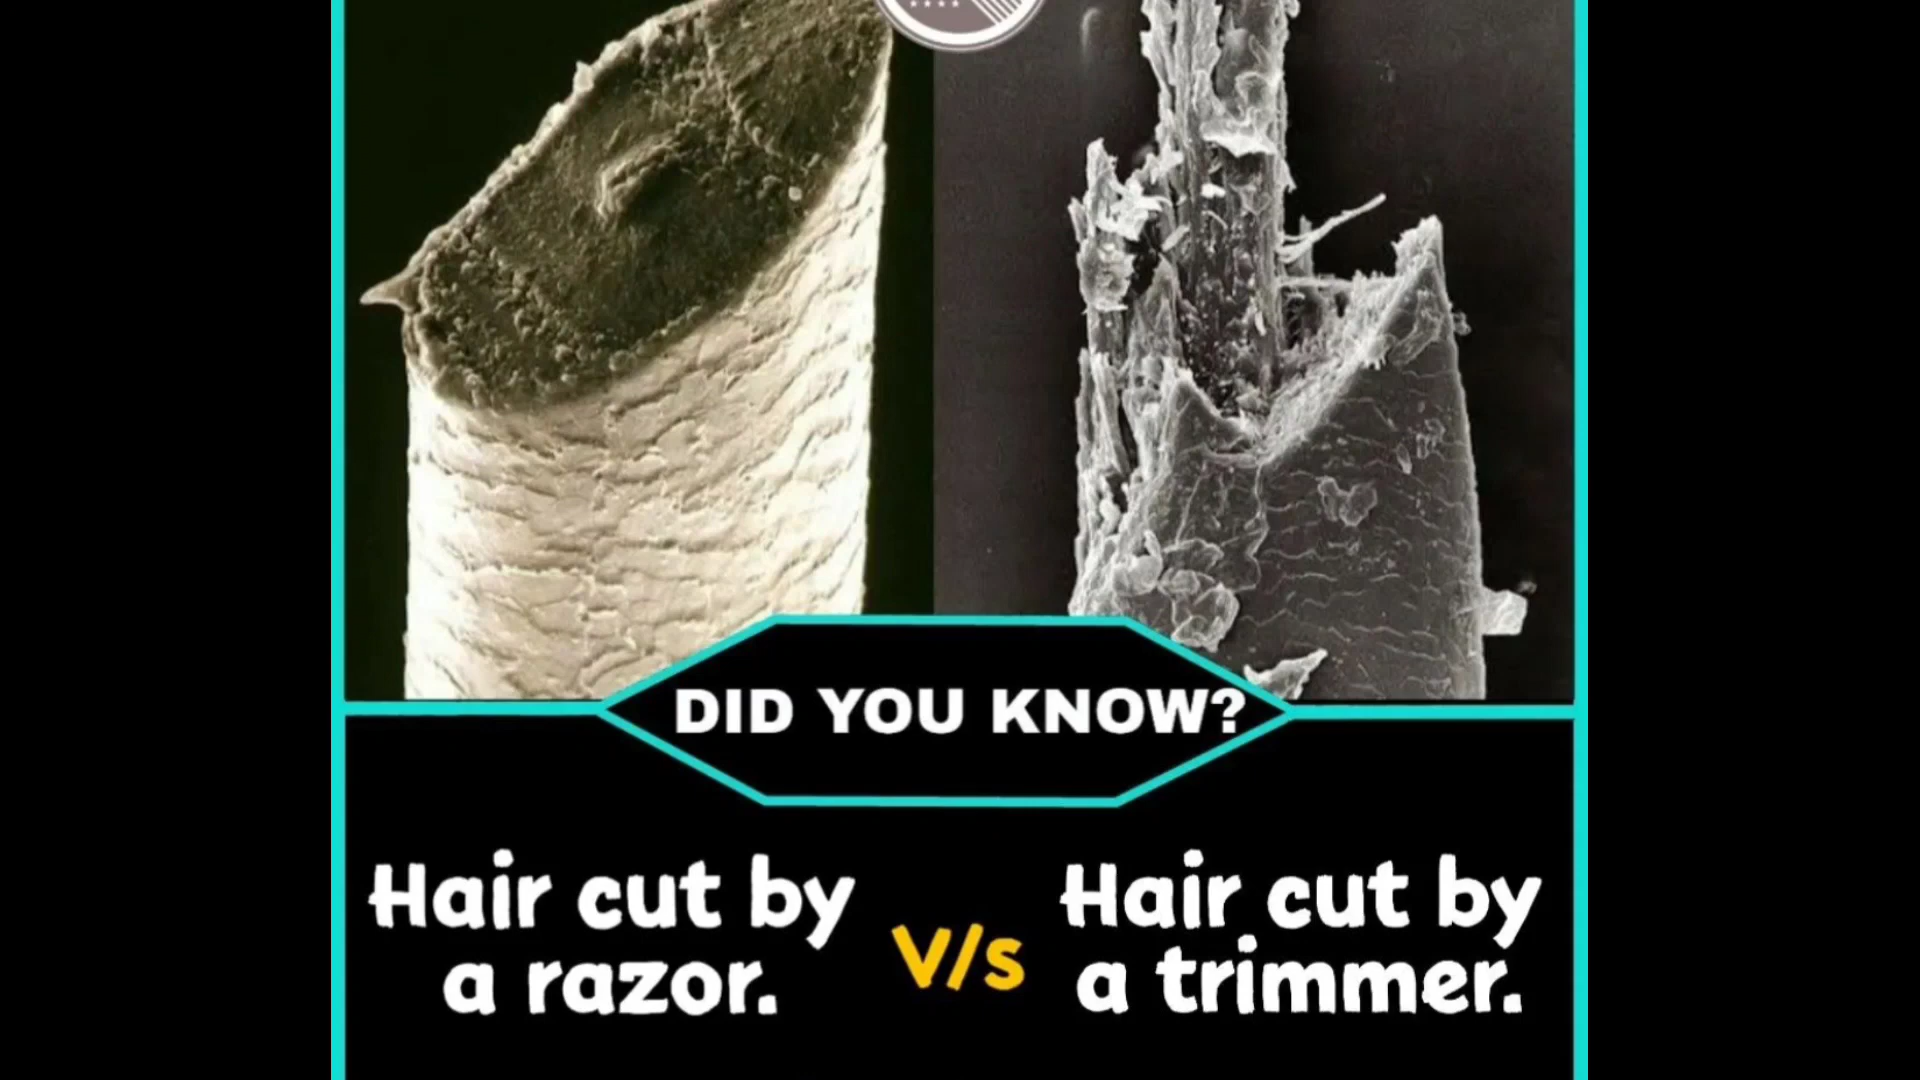 DID YOU KNOW?
Hair cut by
a razor.
V/s
Hair cut by
a trimmer.